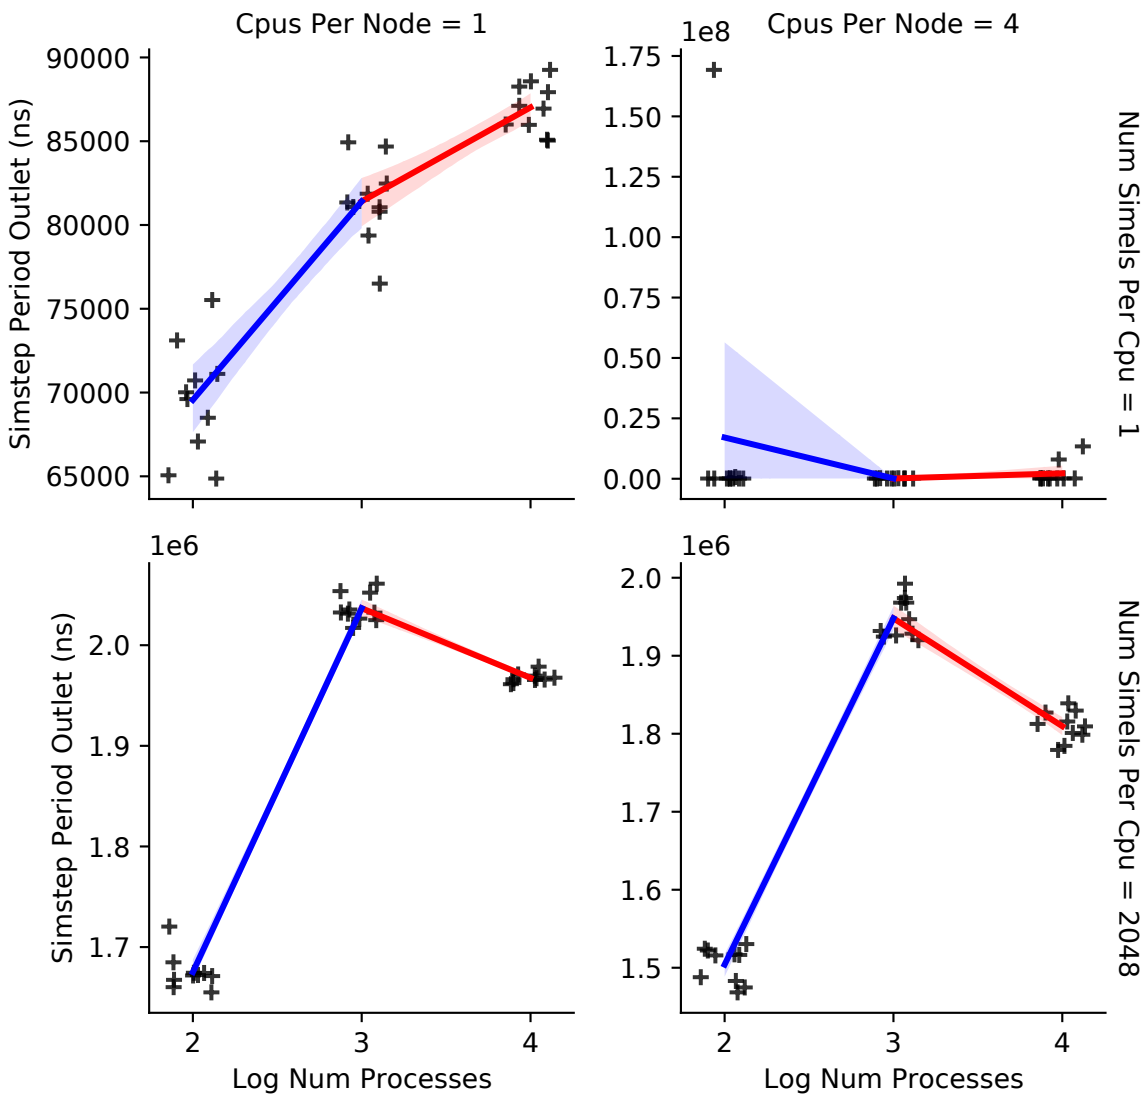 Cpus Per Node = 1
Cpus Per Node = 4
1e8
90000
85000
80000
75000
70000
65000
Simstep Period Outlet (ns)
1.75
1.50
1.25
1.00
0.75
0.50
0.25
0.00
Num Simels Per Cpu = 1
1e6
2.0
1.9
1.8
1.7
Simstep Period Outlet (ns)
2
3
4
Log Num Processes
1e6
2.0
1.9
1.8
1.7
1.6
1.5
Num Simels Per Cpu = 2048
2
3
4
Log Num Processes